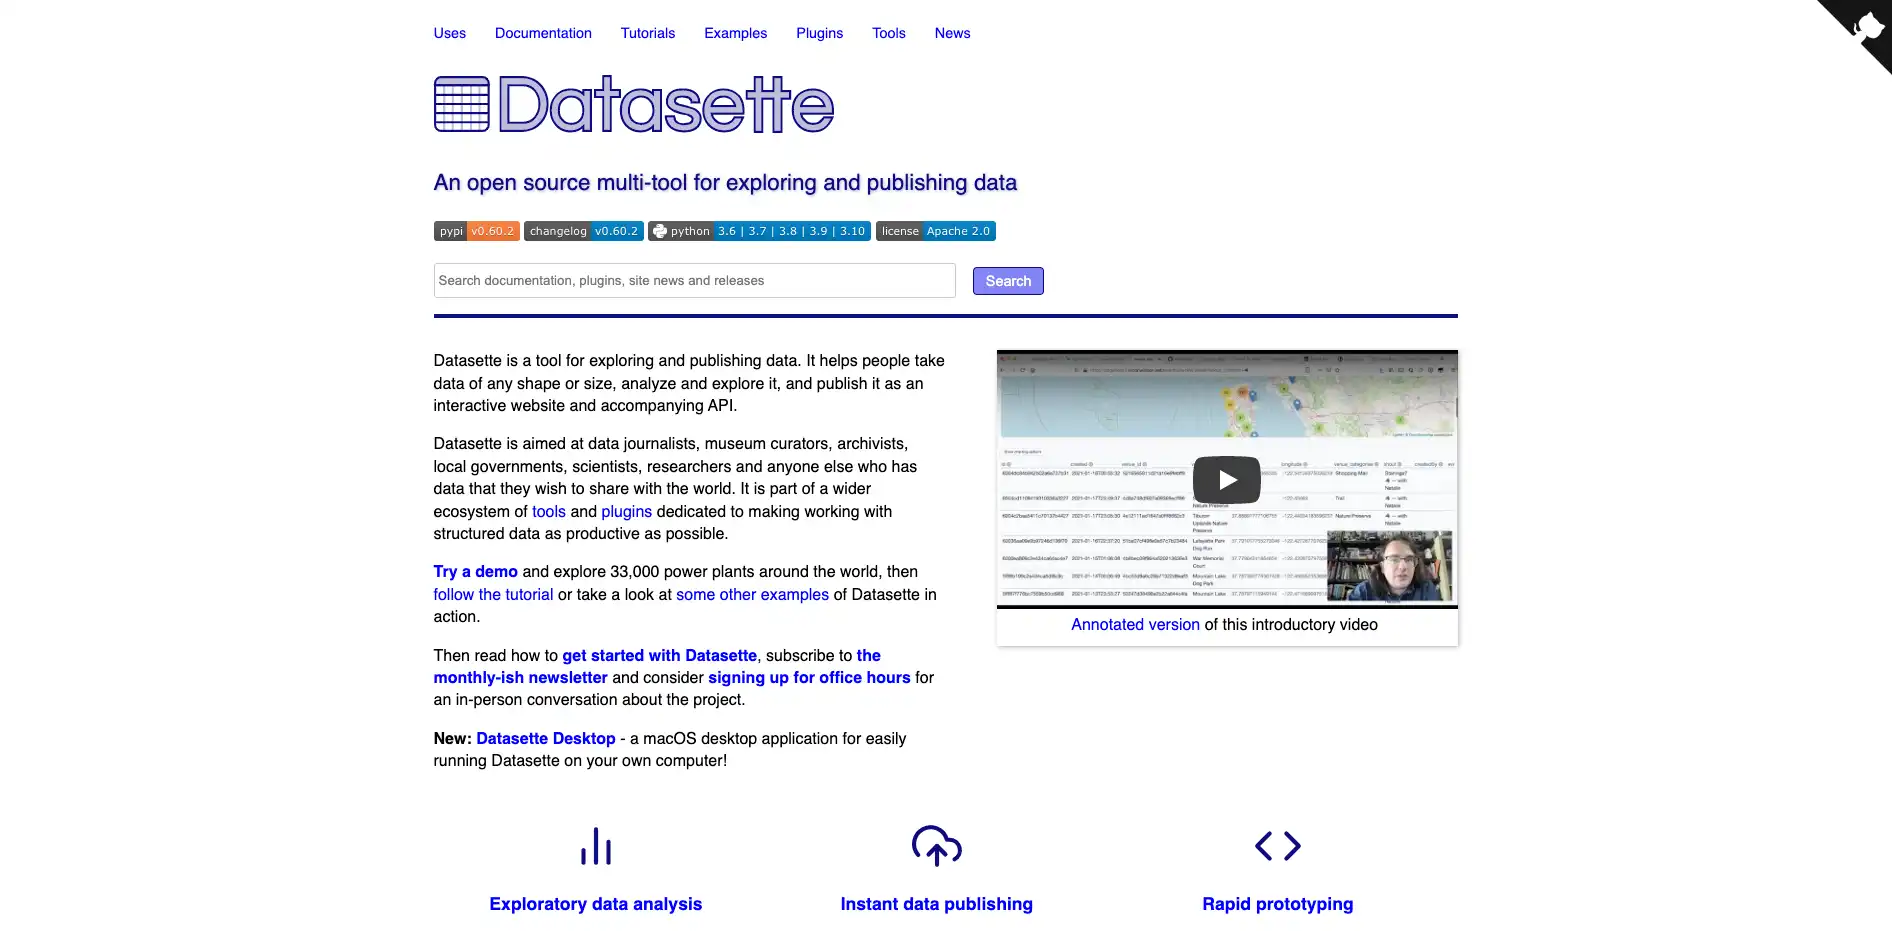 Uses Documentation Tutorials Examples Plugins Tools News
Datasette
An open source multi-tool for exploring and publishing data
pypi v0.60.2 changelog v0.60.2 python 3.6 | 3.7 | 3.8 | 3.9 | 3.10 license Apache 2.0
Search documentation, plugins, site news and releases Search
Datasette is a tool for exploring and publishing data. It helps people take
data of any shape or size, analyze and explore it, and publish it as an
interactive website and accompanying API.
Datasette is aimed at data journalists, museum curators, archivists,
local governments, scientists, researchers and anyone else who has
data that they wish to share with the world. It is part of a wider
ecosystem of tools and plugins dedicated to making working with
structured data as productive as possible.
Try a demo and explore 33,000 power plants around the world, then
follow the tutorial or take a look at some other examples of Datasette in
action.
Then read how to get started with Datasette, subscribe to the
monthly-ish newsletter and consider signing up for office hours for
an in-person conversation about the project.
New: Datasette Desktop - a macOS desktop application for easily
running Datasette on your own computer!
Annotated version of this introductory video
Exploratory data analysis
Instant data publishing
Rapid prototyping